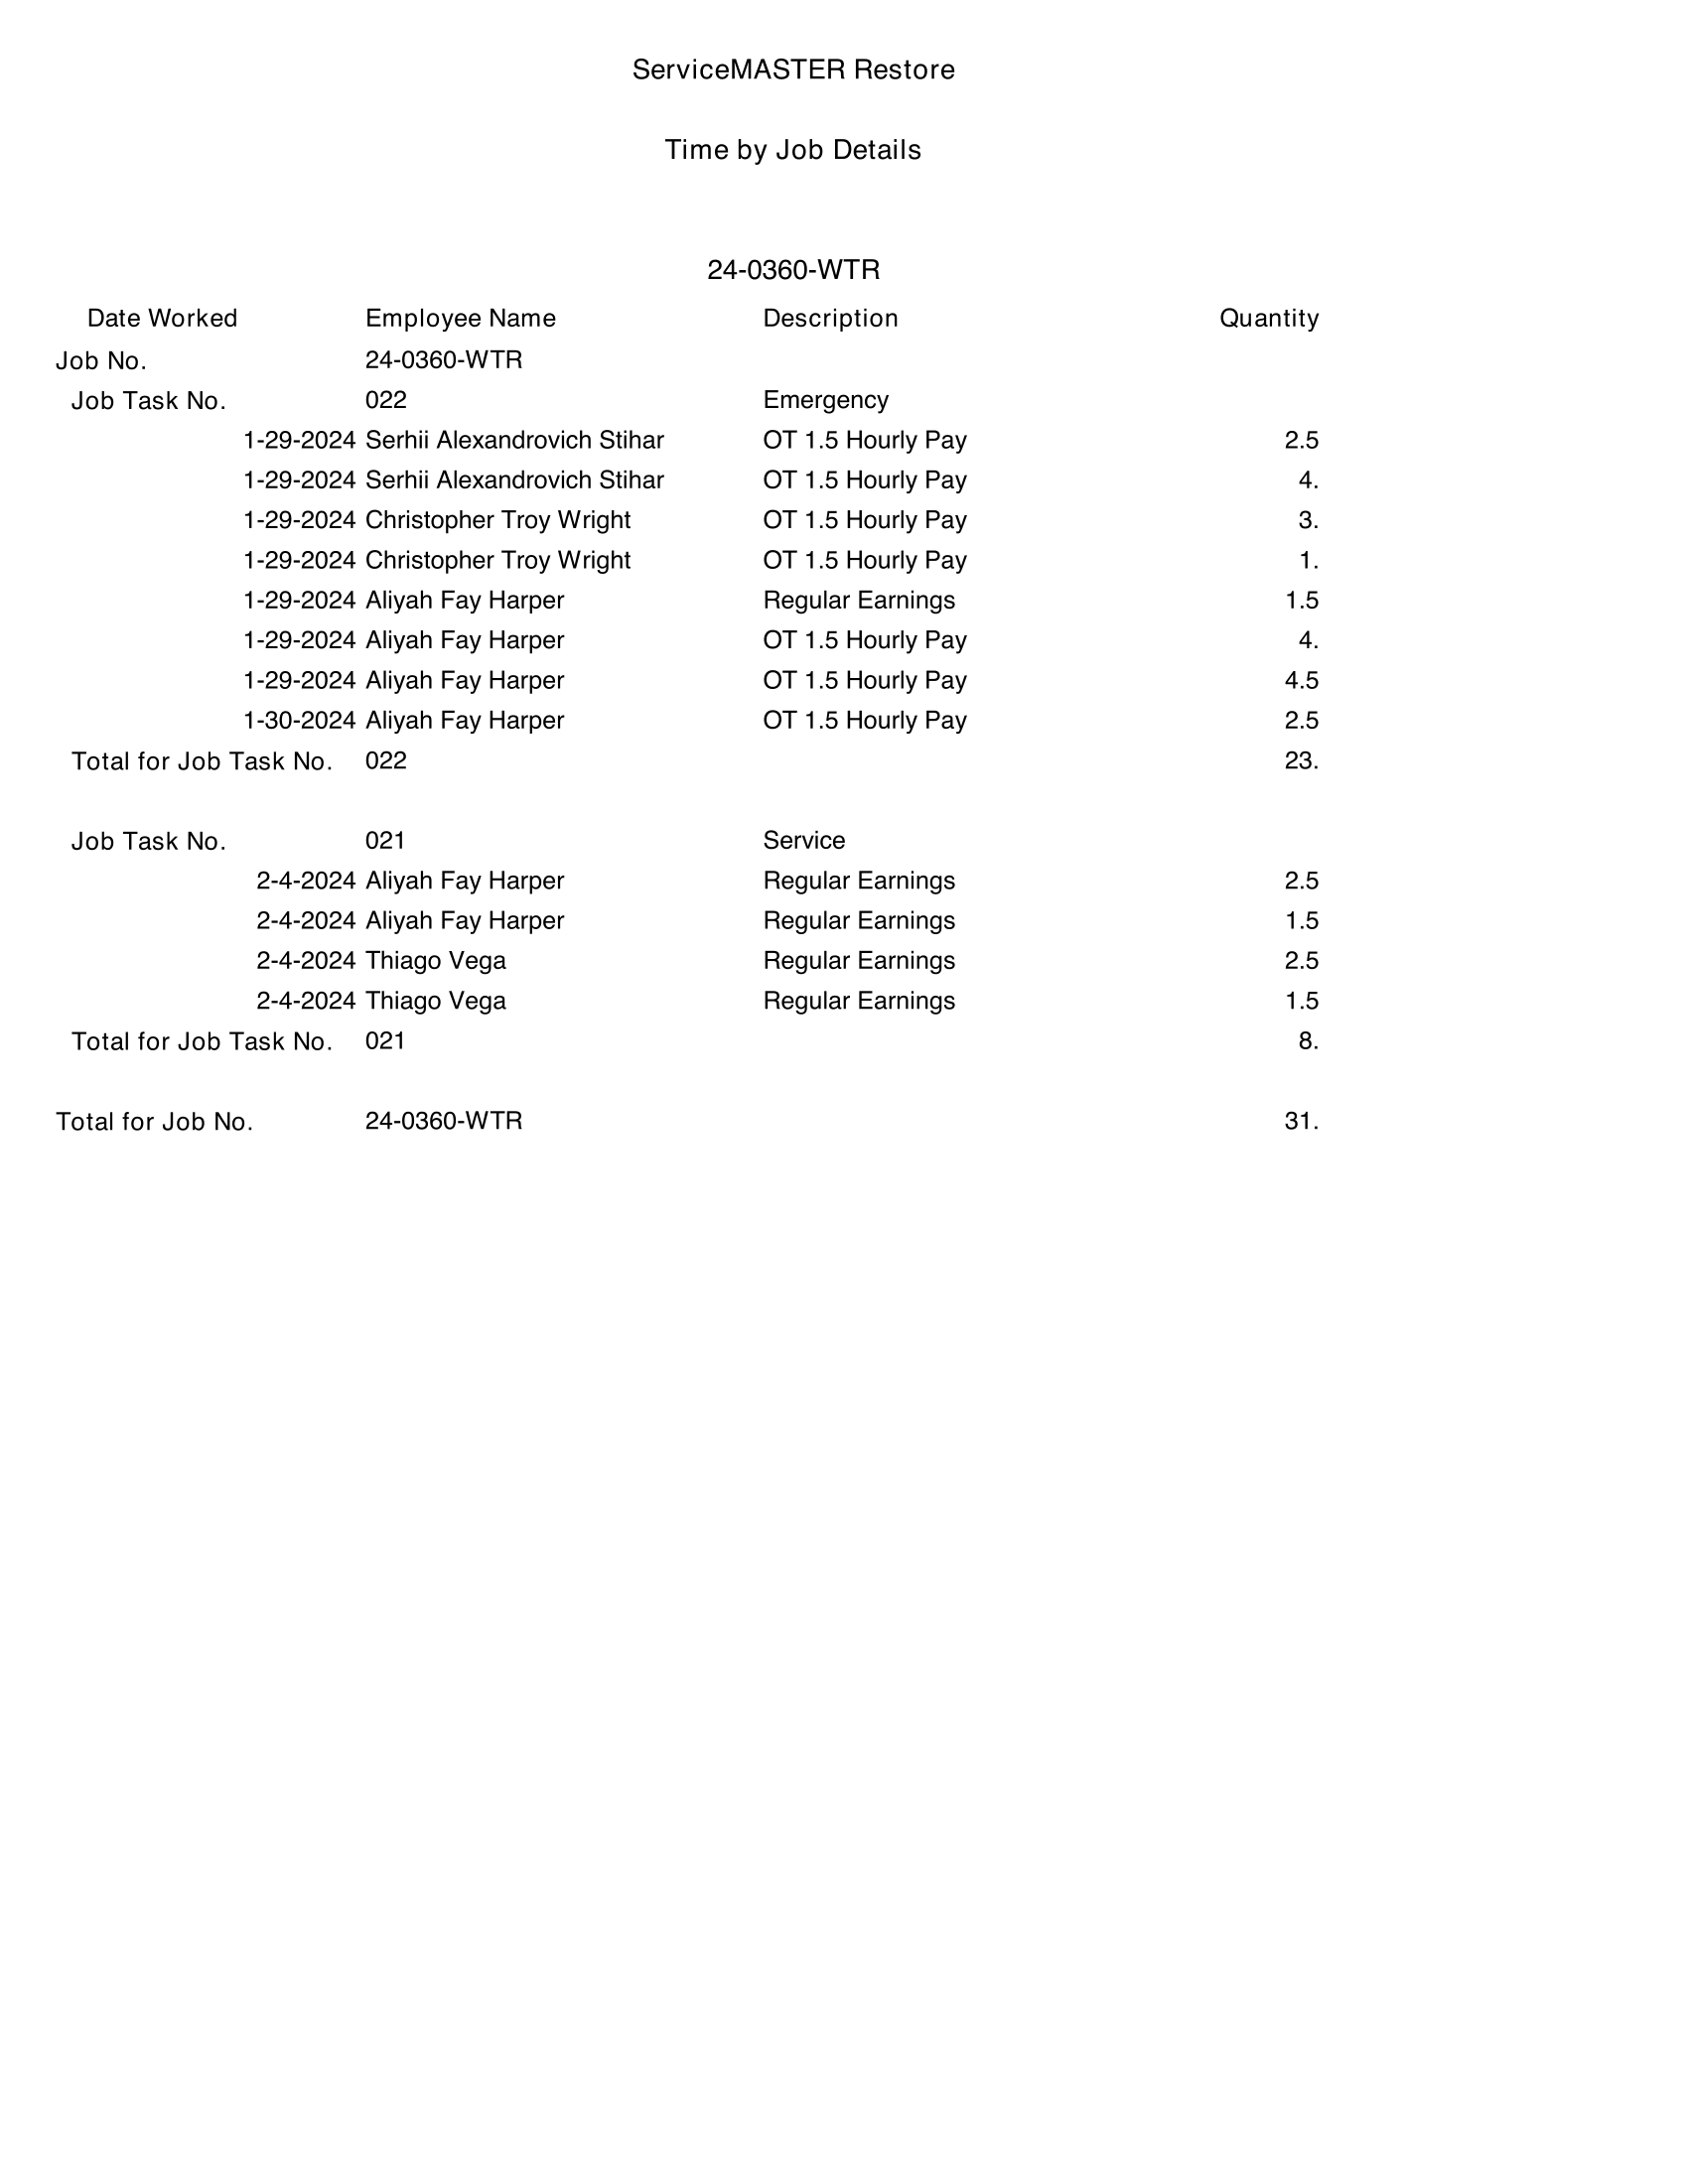 ServiceMASTER Restore
Time by Job Details
24-0360-WTR
Date Worked Employee Name Description Quantity
Job No. 24-0360-WTR
Job Task No. 022 Emergency
1-29-2024 Serhii Alexandrovich Stihar OT 1.5 Hourly Pay 2.5
1-29-2024 Serhii Alexandrovich Stihar OT 1.5 Hourly Pay 4.
1-29-2024 Christopher Troy Wright OT 1.5 Hourly Pay 3.
1-29-2024 Christopher Troy Wright OT 1.5 Hourly Pay 1.
1-29-2024 Aliyah Fay Harper Regular Earnings 1.5
1-29-2024 Aliyah Fay Harper OT 1.5 Hourly Pay 4.
1-29-2024 Aliyah Fay Harper OT 1.5 Hourly Pay 4.5
1-30-2024 Aliyah Fay Harper OT 1.5 Hourly Pay 2.5
Total for Job Task No. 022 23.
Job Task No. 021 Service
2-4-2024 Aliyah Fay Harper Regular Earnings 2.5
2-4-2024 Aliyah Fay Harper Regular Earnings 1.5
2-4-2024 Thiago Vega Regular Earnings 2.5
2-4-2024 Thiago Vega Regular Earnings 1.5
Total for Job Task No. 021 8.
Total for Job No. 24-0360-WTR 31.